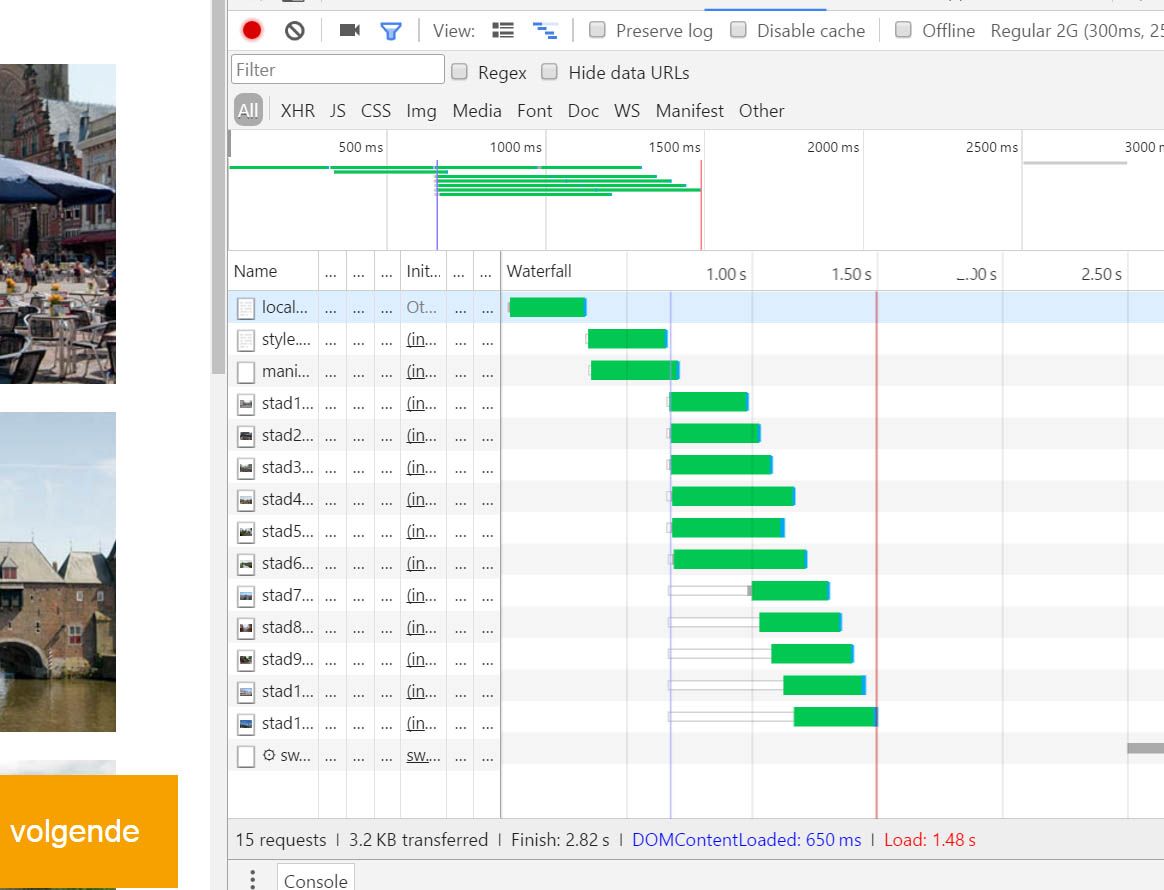 View: Preserve log Disable cache Offline Regular 2G (300ms, 25
Filter Regex Hide data URLs
All XHR JS CSS Img Media Font Doc WS Manifest Other
500 ms 1000 ms 1500 ms 2000 ms 2500 ms 3000 m
Name ... ... ... Init... ... ... Waterfall 1.00 s 1.50 s 2.00 s 2.50 s
local... ... ... ... Ot... ... ...
style.... ... ... ... (in... ... ...
mani... ... ... ... (in... ... ...
stad1... ... ... ... (in... ... ...
stad2... ... ... ... (in... ... ...
stad3... ... ... ... (in... ... ...
stad4... ... ... ... (in... ... ...
stad5... ... ... ... (in... ... ...
stad6... ... ... ... (in... ... ...
stad7... ... ... ... (in... ... ...
stad8... ... ... ... (in... ... ...
stad9... ... ... ... (in... ... ...
stad1... ... ... ... (in... ... ...
stad1... ... ... ... (in... ... ...
sw... ... ... ... sw.... ... ...
volgende
15 requests | 3.2 KB transferred | Finish: 2.82 s | DOMContentLoaded: 650 ms | Load: 1.48 s
Console